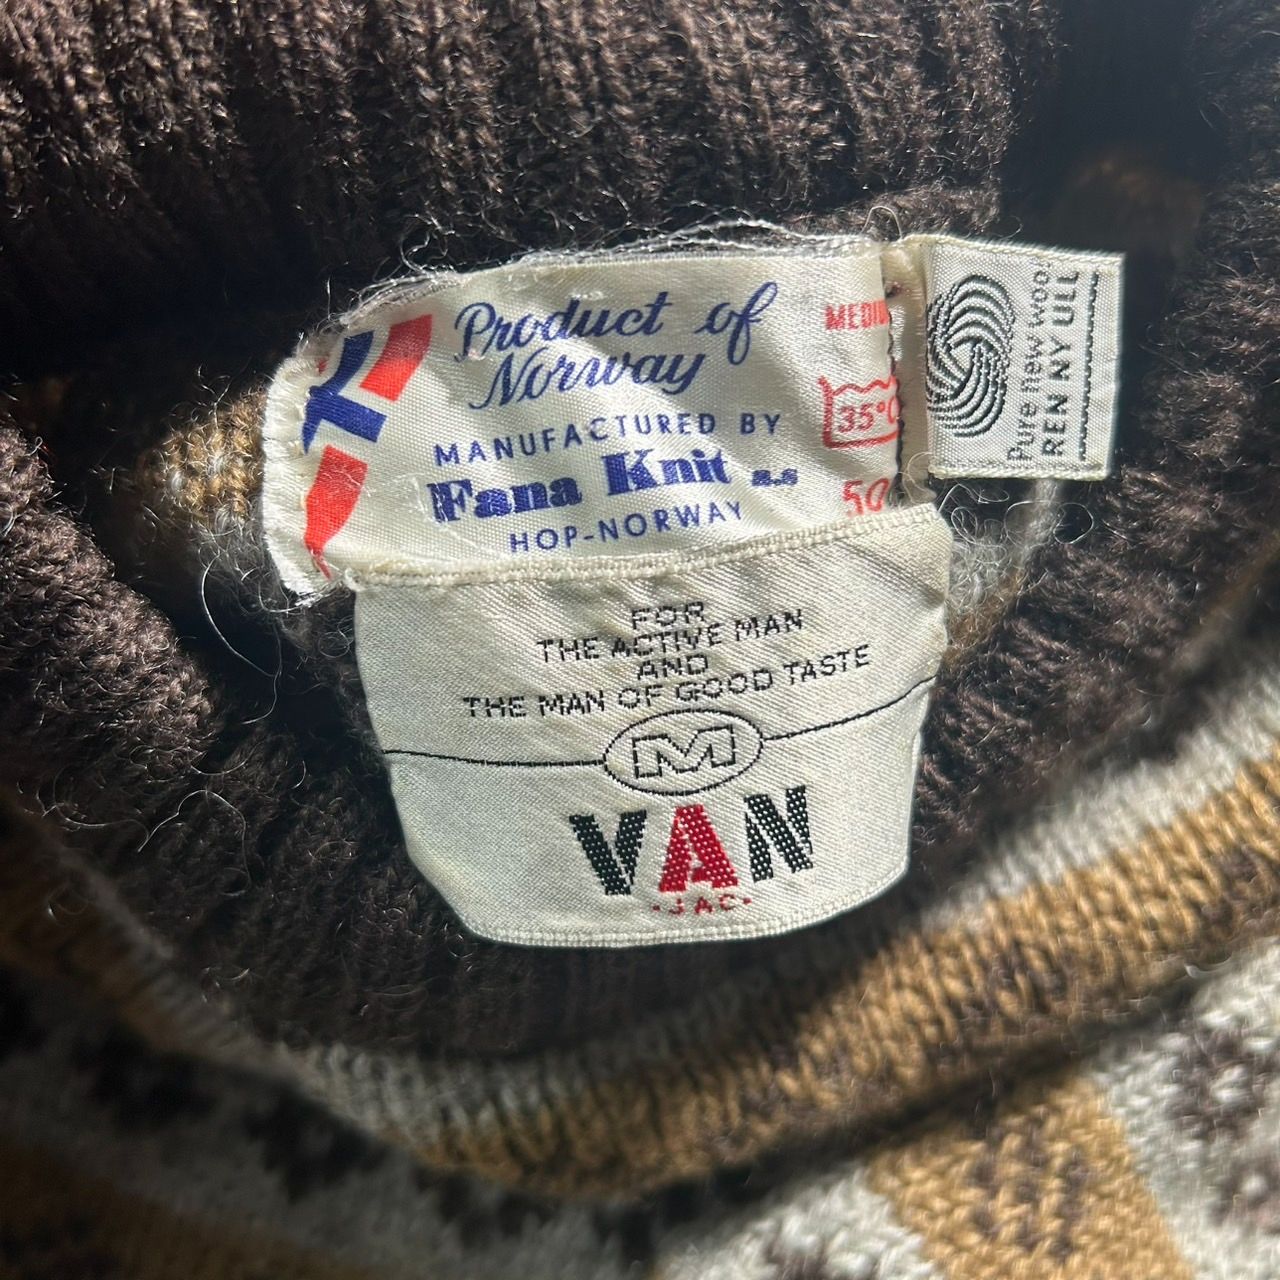 Product of
Norway
MANUFACTURED BY
Fana Knit A.S
HOP-NORWAY
35°C
50
Pure new wool
REN NY ULL
FOR
THE ACTIVE MAN
AND
THE MAN OF GOOD TASTE
M
VAN
·JAC·